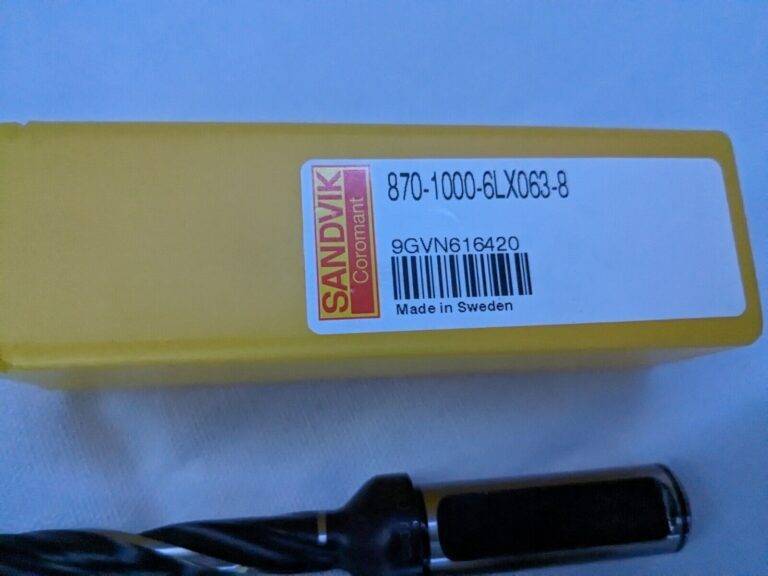 SANDVIK
Coromant
870-1000-6LX063-8
9GVN616420
Made in Sweden